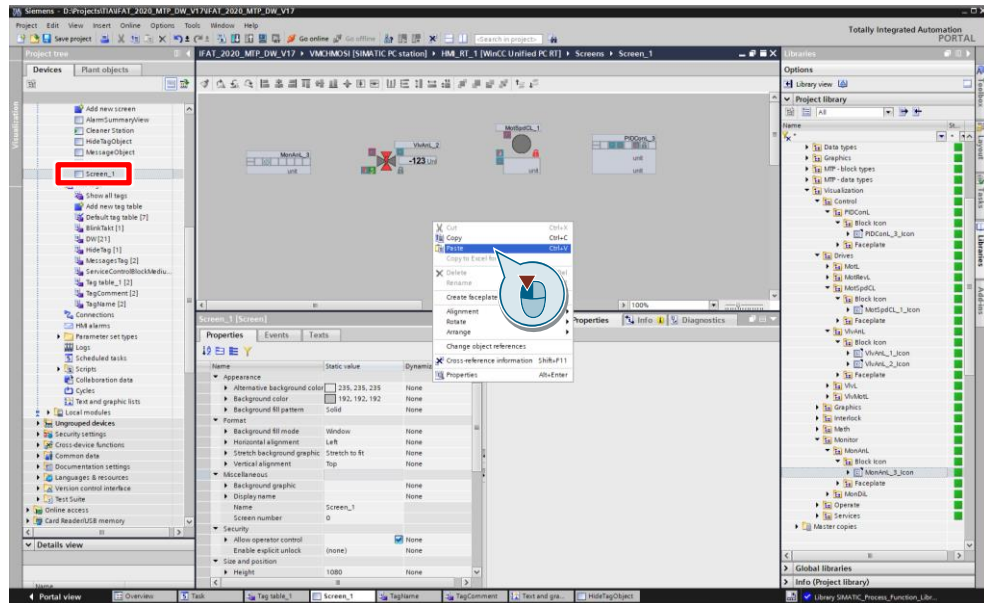 Siemens - D:\Projects\TIA\IFAT_2020_MTP_DW_V17\IFAT_2020_MTP_DW_V17
Project Edit View Insert Online Options Tools Window Help
Save project
Go online
Go offline
<Search in project>
Totally Integrated Automation
PORTAL
Project tree
IFAT_2020_MTP_DW_V17 ▸ VMCHMOSI [SIMATIC PC station] ▸ HMI_RT_1 [WinCC Unified PC RT] ▸ Screens ▸ Screen_1
Libraries
Devices
Plant objects
Visualization
Add new screen
AlarmSummaryView
Cleaner Station
HideTagObject
MessageObject
Screen_1
Show all tags
Add new tag table
Default tag table [7]
BlinkTakt [1]
DW[21]
HideTag [1]
MessagesTag [2]
ServiceControlBlockMediu...
Tag table_1 [2]
TagComment [2]
TagName [2]
Connections
HMI alarms
Parameter set types
Logs
Scheduled tasks
Scripts
Collaboration data
Cycles
Text and graphic lists
Local modules
Ungrouped devices
Security settings
Cross-device functions
Common data
Documentation settings
Languages & resources
Version control interface
Test Suite
Online access
Card Reader/USB memory
Details view
Name
MonAnL_3
unit
unit
VlvAnL_2
-123
MotSpdCL_1
unit
PIDConL_3
unit
unit
Cut Ctrl+X
Copy Ctrl+C
Paste Ctrl+V
Copy to Excel for
Delete Del
Rename
Create faceplate
Alignment
Rotate
Arrange
Change object references
Cross-reference information Shift+F11
Properties Alt+Enter
100%
Screen_1 [Screen]
Properties
Info
Diagnostics
Properties Events Texts
Name Static value
Appearance
Alternative background color 235, 235, 235 None
Background color 192, 192, 192 None
Background fill pattern Solid None
Format
Background fill mode Window None
Horizontal alignment Left None
Stretch background graphic Stretch to fit None
Vertical alignment Top None
Miscellaneous
Background graphic None
Display name None
Name Screen_1
Screen number 0
Security
Allow operator control None
Enable explicit unlock (none) None
Size and position
Height 1080 None
Options
Library view
Project library
All
Name St...
Data types
Graphics
MTP - block types
MTP - data types
Visualization
Control
PIDConL
Block Icon
PIDConL_3_Icon
Faceplate
Drives
MotL
MotRevL
MotSpdCL
Block Icon
MotSpdCL_1_Icon
Faceplate
VlvAnL
Block Icon
VlvAnL_1_Icon
VlvAnL_2_Icon
Faceplate
VlvL
VlvMotL
Graphics
Interlock
Math
Monitor
MonAnL
Block Icon
MonAnL_3_Icon
Faceplate
MonDiL
Operate
Services
Master copies
Global libraries
Info (Project library)
Toolbox
Layout
Tasks
Libraries
Add-ins
Portal view
Overview
Task
Tag table_1
Screen_1
TagName
TagComment
Text and gra...
HideTagObject
Library SIMATIC_Process_Function_Libr...